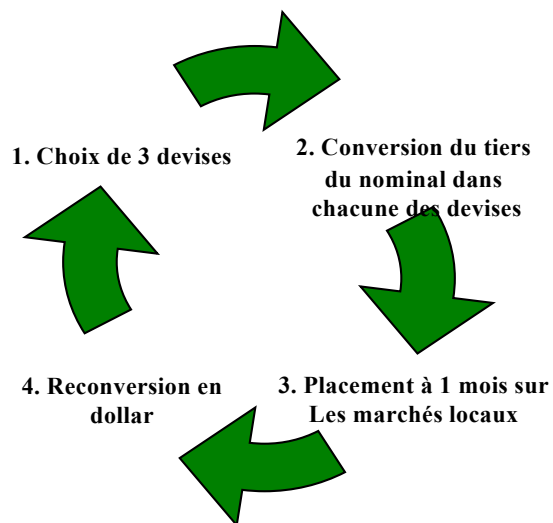 1. Choix de 3 devises
2. Conversion du tiers
du nominal dans
chacune des devises
3. Placement à 1 mois sur
Les marchés locaux
4. Reconversion en
dollar